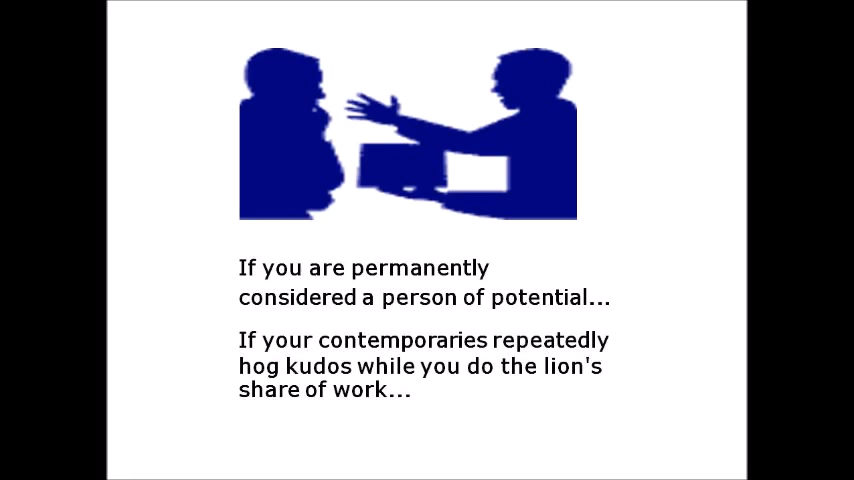 If you are permanently
considered a person of potential...
If your contemporaries repeatedly
hog kudos while you do the lion's
share of work...